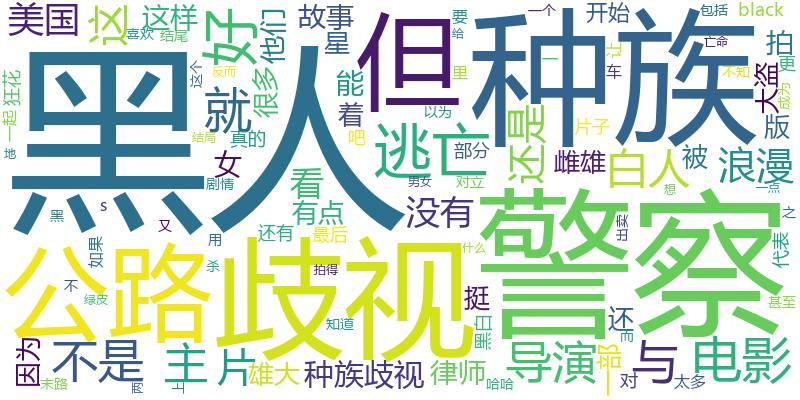 美国
这
这样
喜欢
结尾
好
他们
故事
星
但
种族
要
给
一个
开始
包括
black
拍
让
亡命
更
里
一
车
不知
成为
大盗
黑人
狂花
一起
地
就
很多
这个
反而
能
着
以为
吧
片子
版
结局
真的
逃亡
部分
还是
雌雄
白人
被
浪漫
女
剧情
看
有点
男女
对立
想
一点
黑
s
又
没有
出卖
代表
之
如果
用
还有
最后
不
杀
绿皮
拍得
什么
甚至
公路
歧视
警察
知道
挺
黑白
还
而
因为
不是
主
片
种族歧视
律师
导演
一部
与
电影
末路
两
上
雄大
哈哈
对
太多